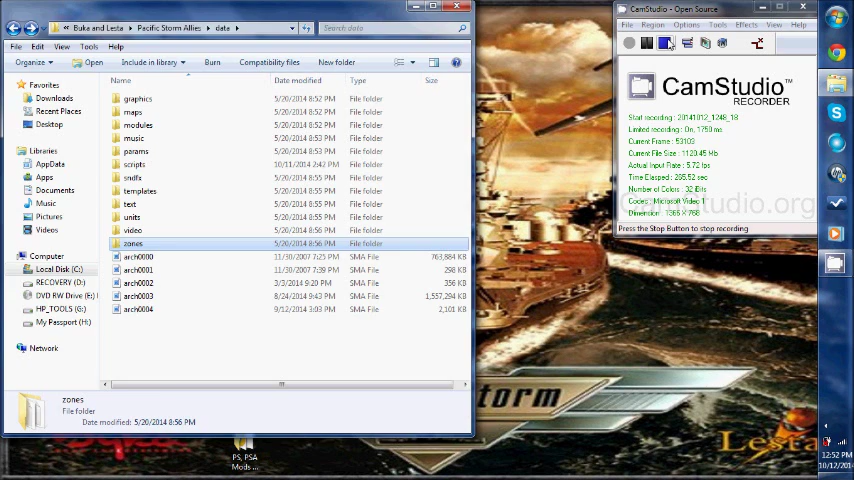 Buka and Lesta ▸ Pacific Storm Allies ▸ data ▸
Search data
File Edit View Tools Help
Organize Open Include in library Burn Compatibility files New folder
Name Date modified Type Size
Favorites
Downloads
Recent Places
Desktop
Libraries
AppData
Apps
Documents
Music
Pictures
Videos
Computer
Local Disk (C:)
RECOVERY (D:)
DVD RW Drive (E:)
HP_TOOLS (G:)
My Passport (H:)
Network
graphics 5/20/2014 8:52 PM File folder
maps 5/20/2014 8:52 PM File folder
modules 5/20/2014 8:52 PM File folder
music 5/20/2014 8:53 PM File folder
params 5/20/2014 8:53 PM File folder
scripts 10/11/2014 2:42 PM File folder
sndfx 5/20/2014 8:55 PM File folder
templates 5/20/2014 8:55 PM File folder
text 5/20/2014 8:55 PM File folder
units 5/20/2014 8:56 PM File folder
video 5/20/2014 8:56 PM File folder
zones 5/20/2014 8:56 PM File folder
arch0000 11/30/2007 7:25 PM SMA File 763,884 KB
arch0001 11/30/2007 7:39 PM SMA File 298 KB
arch0002 3/3/2014 9:20 PM SMA File 356 KB
arch0003 8/24/2014 9:43 PM SMA File 1,557,294 KB
arch0004 9/12/2014 3:03 PM SMA File 2,101 KB
zones
File folder
Date modified: 5/20/2014 8:56 PM
CamStudio - Open Source
File Region Options Tools Effects View Help
CamStudio™
RECORDER
Start recording : 20141012_1248_18
Limited recording : On, 1750 ms
Current Frame : 53103
Current File Size : 1120.45 Mb
Actual Input Rate : 5.72 fps
Time Elapsed : 265.52 sec
Number of Colors : 32 Bits
Codec : Microsoft Video 1
Dimension : 1366 X 768
CamStudio.org
Press the Stop Button to stop recording
storm
Lesta
PS, PSA
Mods ...
12:52 PM
10/12/2014